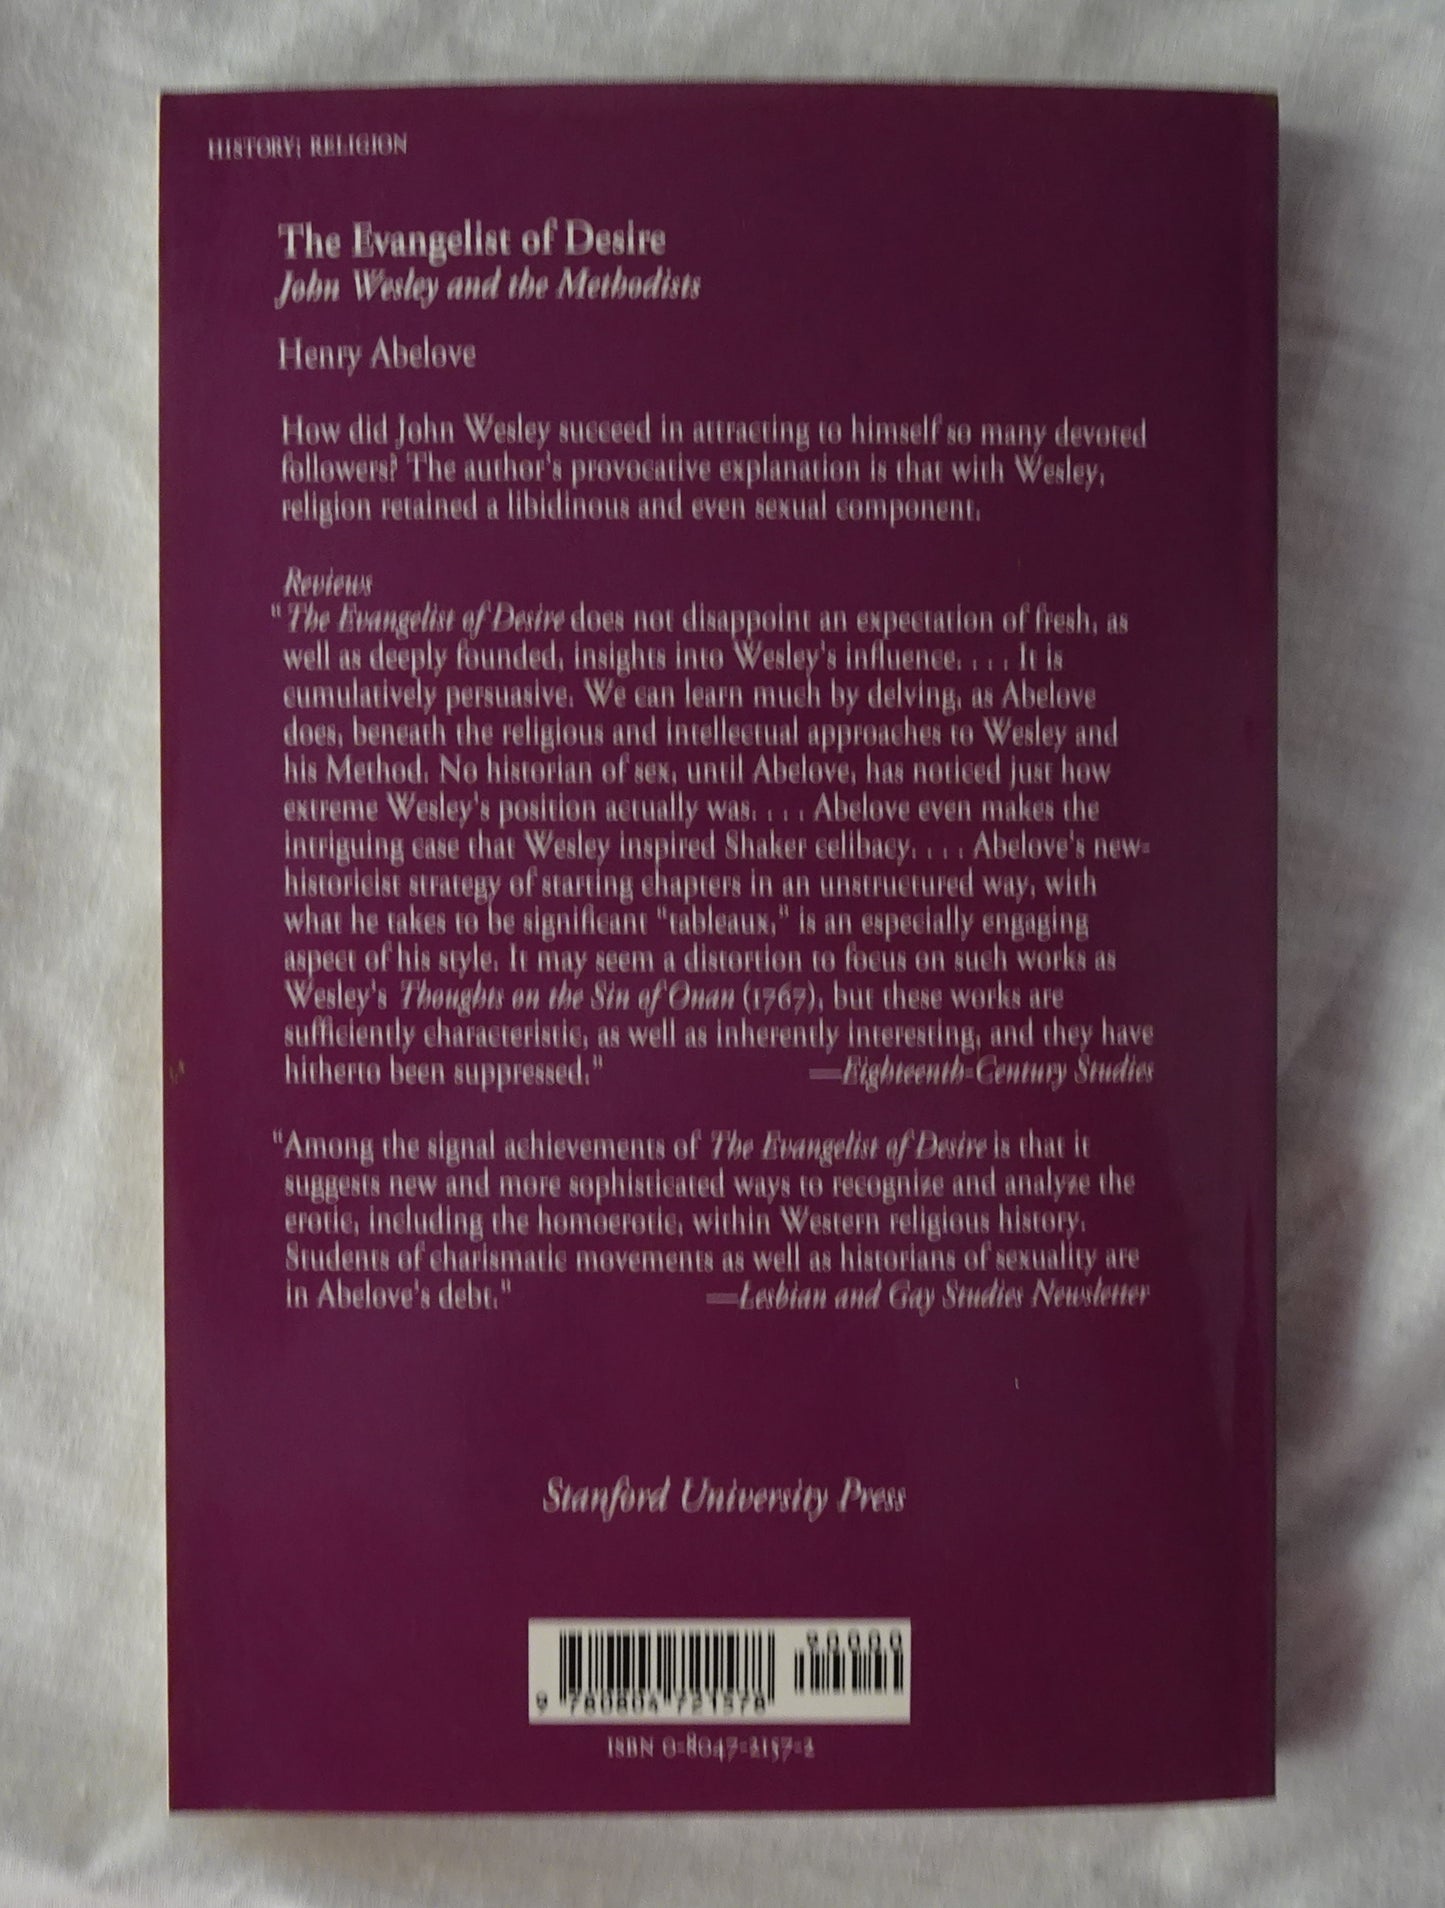 HISTORY; RELIGION
The Evangelist of Desire
John Wesley and the Methodists
Henry Abelove
How did John Wesley succeed in attracting to himself so many devoted
followers? The author's provocative explanation is that with Wesley,
religion retained a libidinous and even sexual component.
Reviews
"The Evangelist of Desire does not disappoint an expectation of fresh, as
well as deeply founded, insights into Wesley's influence. . . . It is
cumulatively persuasive. We can learn much by delving, as Abelove
does, beneath the religious and intellectual approaches to Wesley and
his Method. No historian of sex, until Abelove, has noticed just how
extreme Wesley's position actually was. . . . Abelove even makes the
intriguing case that Wesley inspired Shaker celibacy. . . . Abelove's new-
historicist strategy of starting chapters in an unstructured way, with
what he takes to be significant "tableaux," is an especially engaging
aspect of his style. It may seem a distortion to focus on such works as
Wesley's Thoughts on the Sin of Onan (1767), but these works are
sufficiently characteristic, as well as inherently interesting, and they have
hitherto been suppressed."   —Eighteenth-Century Studies
"Among the signal achievements of The Evangelist of Desire is that it
suggests new and more sophisticated ways to recognize and analyze the
erotic, including the homoerotic, within Western religious history.
Students of charismatic movements as well as historians of sexuality are
in Abelove's debt."   —Lesbian and Gay Studies Newsletter
Stanford University Press
90000
9 780804 721578
ISBN 0-8047-2157-2